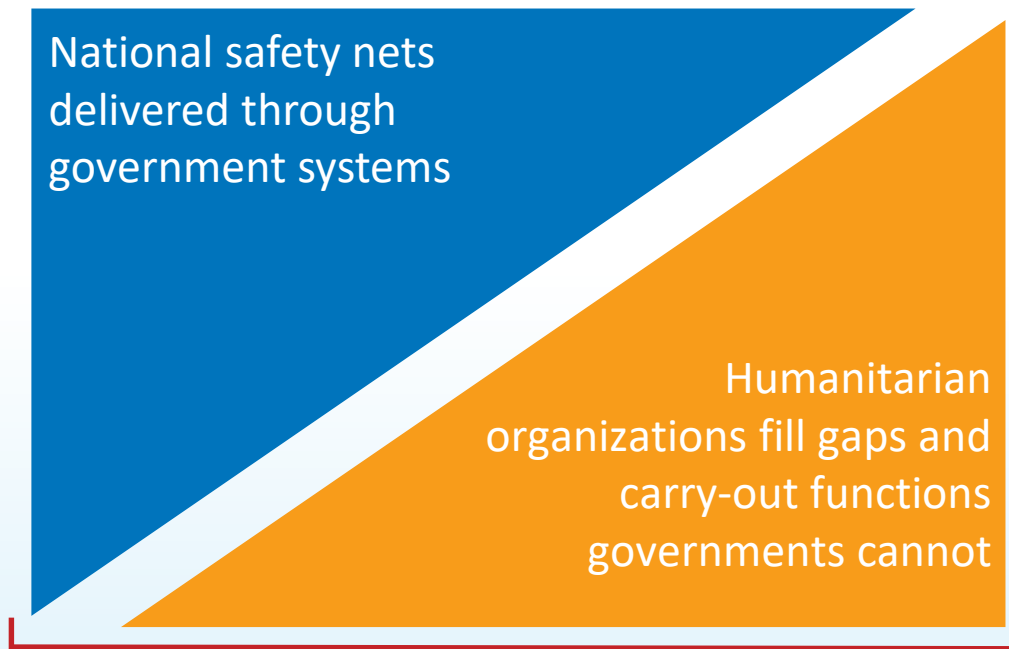 National safety nets
delivered through
government systems
Humanitarian
organizations fill gaps and
carry-out functions
governments cannot